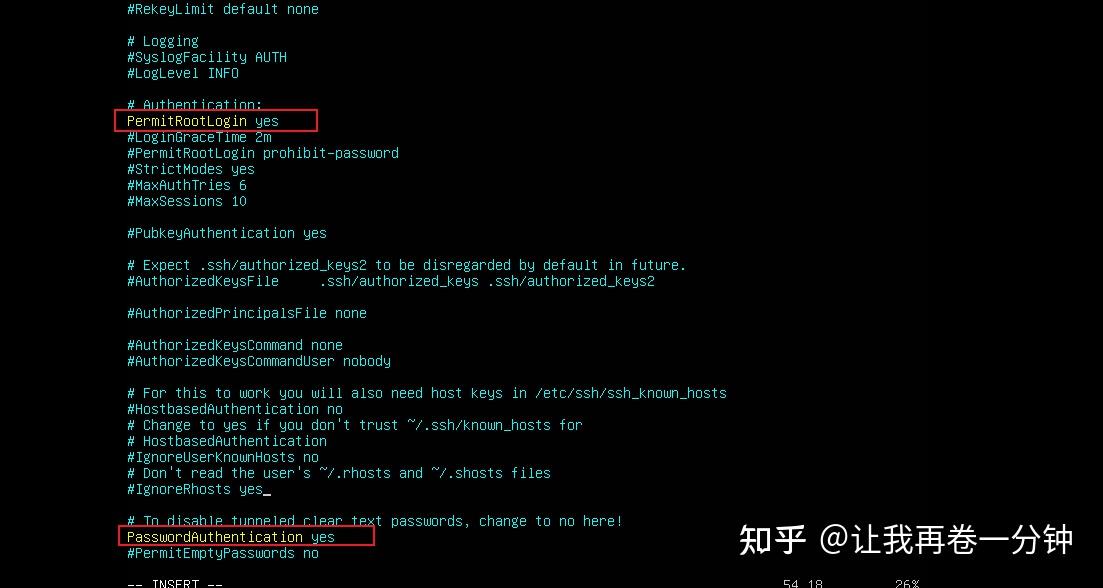 #RekeyLimit default none
# Logging
#SyslogFacility AUTH
#LogLevel INFO
# Authentication:
PermitRootLogin yes
#LoginGraceTime 2m
#PermitRootLogin prohibit-password
#StrictModes yes
#MaxAuthTries 6
#MaxSessions 10
#PubkeyAuthentication yes
# Expect .ssh/authorized_keys2 to be disregarded by default in future.
#AuthorizedKeysFile     .ssh/authorized_keys .ssh/authorized_keys2
#AuthorizedPrincipalsFile none
#AuthorizedKeysCommand none
#AuthorizedKeysCommandUser nobody
# For this to work you will also need host keys in /etc/ssh/ssh_known_hosts
#HostbasedAuthentication no
# Change to yes if you don't trust ~/.ssh/known_hosts for
# HostbasedAuthentication
#IgnoreUserKnownHosts no
# Don't read the user's ~/.rhosts and ~/.shosts files
#IgnoreRhosts yes
# To disable tunneled clear text passwords, change to no here!
PasswordAuthentication yes
#PermitEmptyPasswords no
知乎 @让我再卷一分钟
-- INSERT -- 54,18 26%